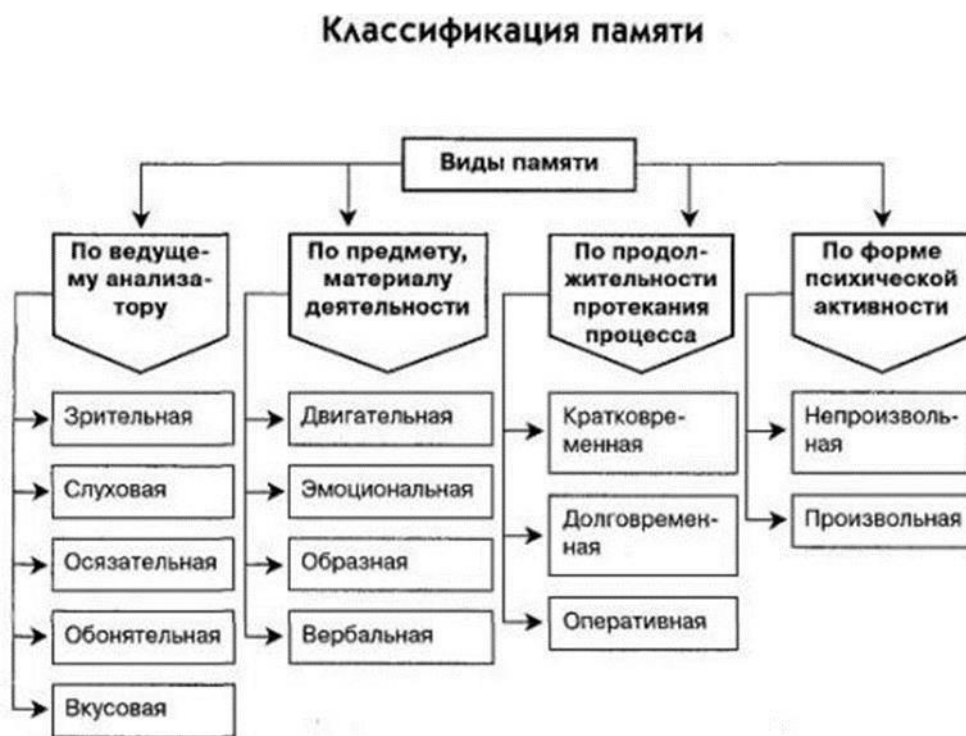 Классификация памяти
Виды памяти
По ведуще-
му анализа-
тору
Зрительная
Слуховая
Осязательная
Обонятельная
Вкусовая
По предмету,
материалу
деятельности
Двигательная
Эмоциональная
Образная
Вербальная
По продол-
жительности
протекания
процесса
Кратковре-
менная
Долговремен-
ная
Оперативная
По форме
психической
активности
Непроизволь-
ная
Произвольная